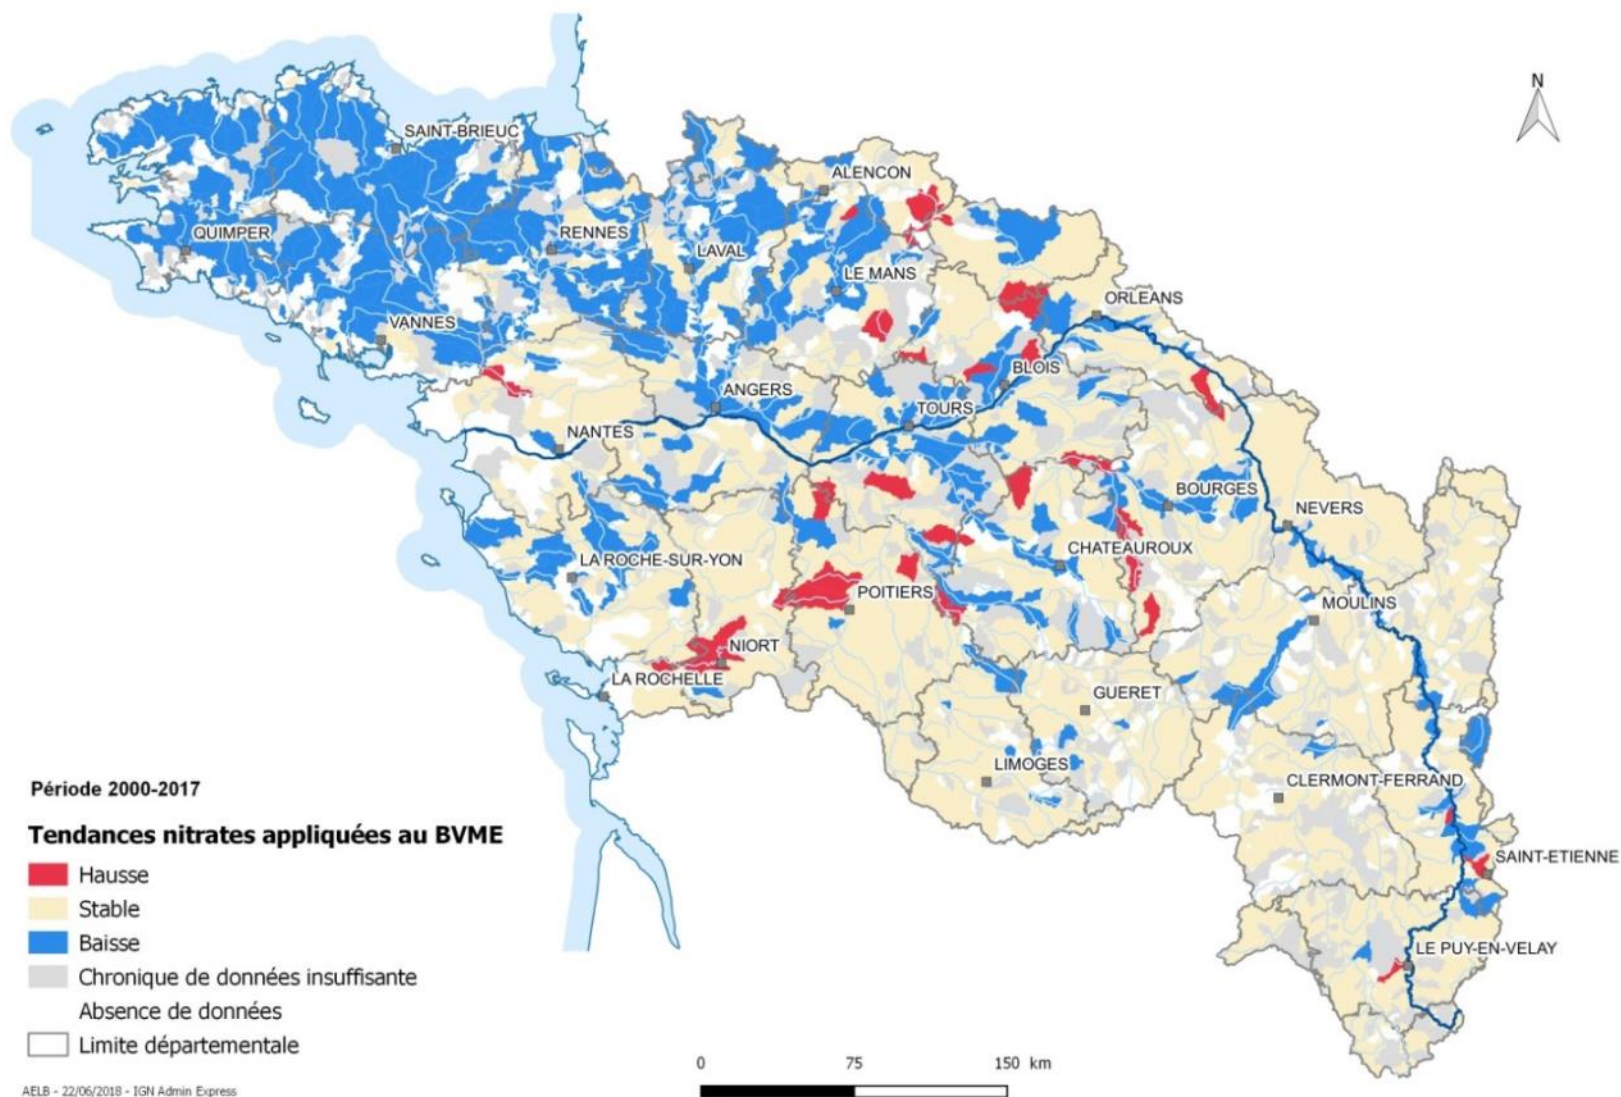 N
SAINT-BRIEUC
ALENCON
QUIMPER
RENNES
LAVAL
LE MANS
ORLEANS
VANNES
BLOIS
ANGERS
TOURS
NANTES
BOURGES
NEVERS
CHATEAUROUX
LA ROCHE-SUR-YON
POITIERS
MOULINS
NIORT
LA ROCHELLE
GUERET
LIMOGES
CLERMONT-FERRAND
SAINT-ETIENNE
LE PUY-EN-VELAY
Période 2000-2017
Tendances nitrates appliquées au BVME
Hausse
Stable
Baisse
Chronique de données insuffisante
Absence de données
Limite départementale
0 75 150 km
AELB - 22/06/2018 - IGN Admin Express